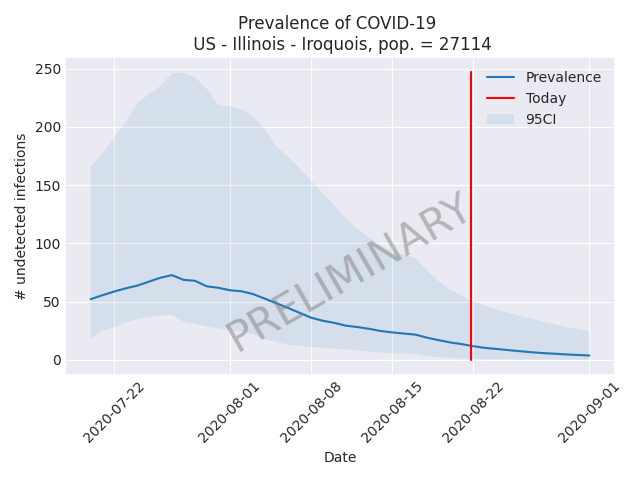 Prevalence of COVID-19
US - Illinois - Iroquois, pop. = 27114
# undetected infections
250
200
150
100
50
0
Prevalence
Today
95CI
PRELIMINARY
2020-07-22
2020-08-01
2020-08-08
2020-08-15
2020-08-22
2020-09-01
Date